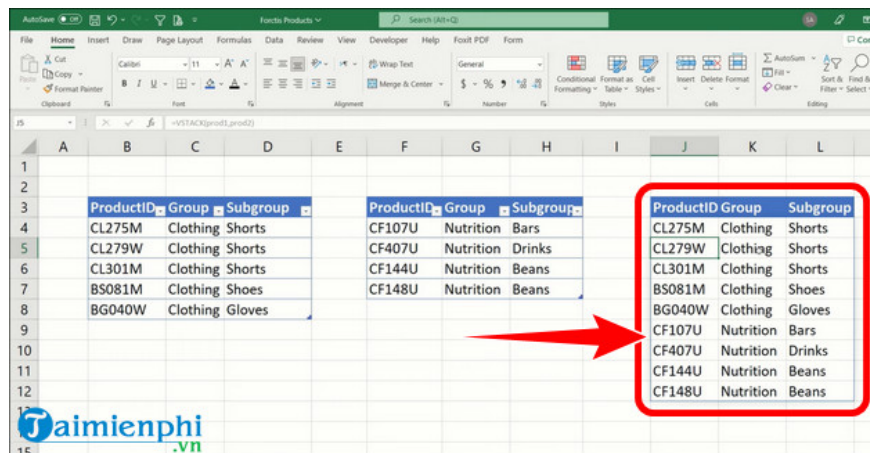 AutoSave Off Forctis Products Search (Alt+Q) SA
File Home Insert Draw Page Layout Formulas Data Review View Developer Help Foxit PDF Form
Cut Calibri 11 A A Wrap Text General AutoSum
Copy Fill
Paste Format Painter B I U A Merge & Center $ % Conditional Formatting Format as Table Cell Styles Insert Delete Format Clear Sort & Filter Find & Select
Clipboard Font Alignment Number Styles Cells Editing
J5 fx =VSTACK(prod1,prod2)
A B C D E F G H I J K L
1
2
3 ProductID Group Subgroup ProductID Group Subgroup ProductID Group Subgroup
4 CL275M Clothing Shorts CF107U Nutrition Bars CL275M Clothing Shorts
5 CL279W Clothing Shorts CF407U Nutrition Drinks CL279W Clothing Shorts
6 CL301M Clothing Shorts CF144U Nutrition Beans CL301M Clothing Shorts
7 BS081M Clothing Shoes CF148U Nutrition Beans BS081M Clothing Shoes
8 BG040W Clothing Gloves BG040W Clothing Gloves
9 CF107U Nutrition Bars
10 CF407U Nutrition Drinks
11 CF144U Nutrition Beans
12 CF148U Nutrition Beans
Taimienphi
.vn